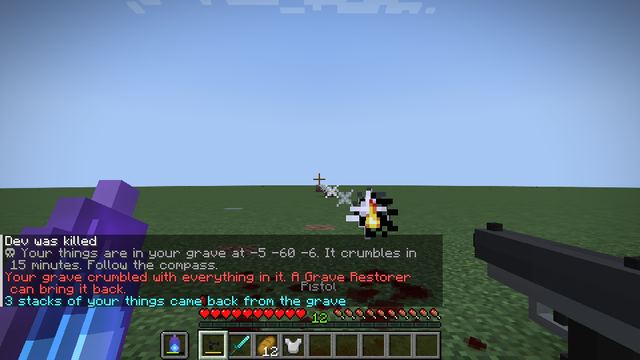 Dev was killed
☠ Your things are in your grave at -5 -60 -6. It crumbles in
15 minutes. Follow the compass.
Your grave crumbled with everything in it. A Grave Restorer
can bring it back.
Pistol
3 stacks of your things came back from the grave
12
12